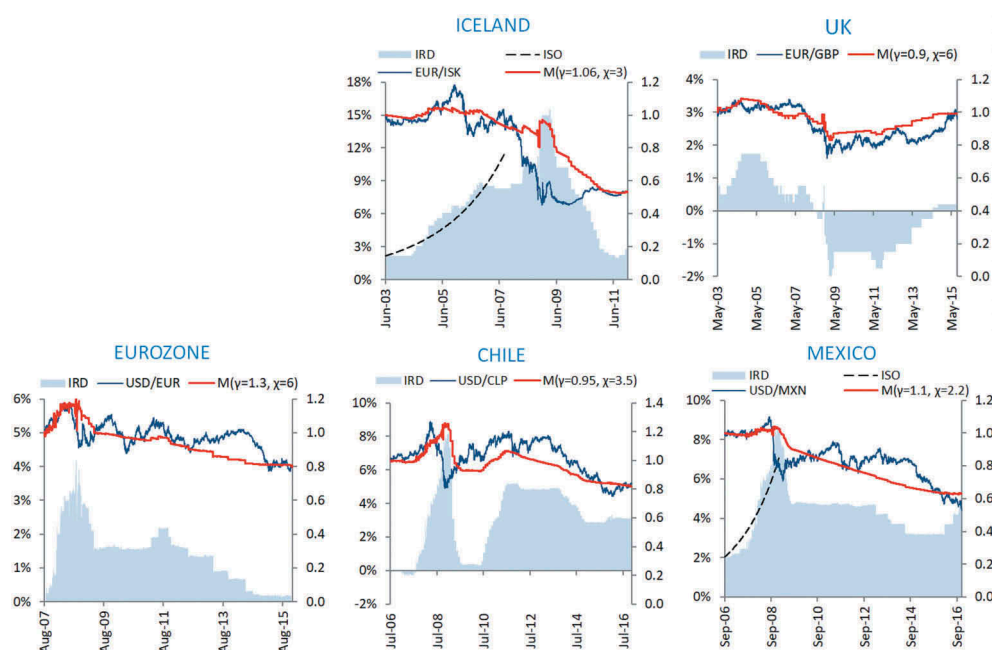 ICELAND
IRD ISO
EUR/ISK M(γ=1.06, χ=3)
18% 1.2
15% 1.0
12% 0.8
9% 0.6
6% 0.4
3% 0.2
0% 0.0
Jun-03 Jun-05 Jun-07 Jun-09 Jun-11
UK
IRD EUR/GBP M(γ=0.9, χ=6)
4% 1.2
3% 1.0
2% 0.8
1% 0.6
0% 0.4
-1% 0.2
-2% 0.0
May-03 May-05 May-07 May-09 May-11 May-13 May-15
EUROZONE
IRD USD/EUR M(γ=1.3, χ=6)
6% 1.2
5% 1.0
4% 0.8
3% 0.6
2% 0.4
1% 0.2
0% 0.0
Aug-07 Aug-09 Aug-11 Aug-13 Aug-15
CHILE
IRD USD/CLP M(γ=0.95, χ=3.5)
10% 1.4
8% 1.2
6% 1.0
4% 0.8
2% 0.6
0% 0.4
-2% 0.2
0.0
Jul-06 Jul-08 Jul-10 Jul-12 Jul-14 Jul-16
MEXICO
IRD ISO
USD/MXN M(γ=1.1, χ=2.2)
10% 1.2
8% 1.0
6% 0.8
4% 0.6
2% 0.4
0% 0.2
0.0
Sep-06 Sep-08 Sep-10 Sep-12 Sep-14 Sep-16